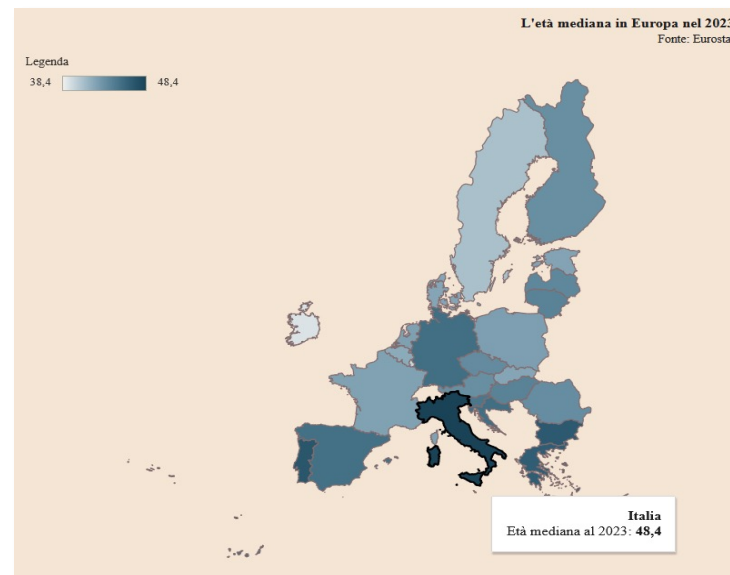 L'età mediana in Europa nel 2023
Fonte: Eurosta
Legenda
38,4 48,4
Italia
Età mediana al 2023: 48,4